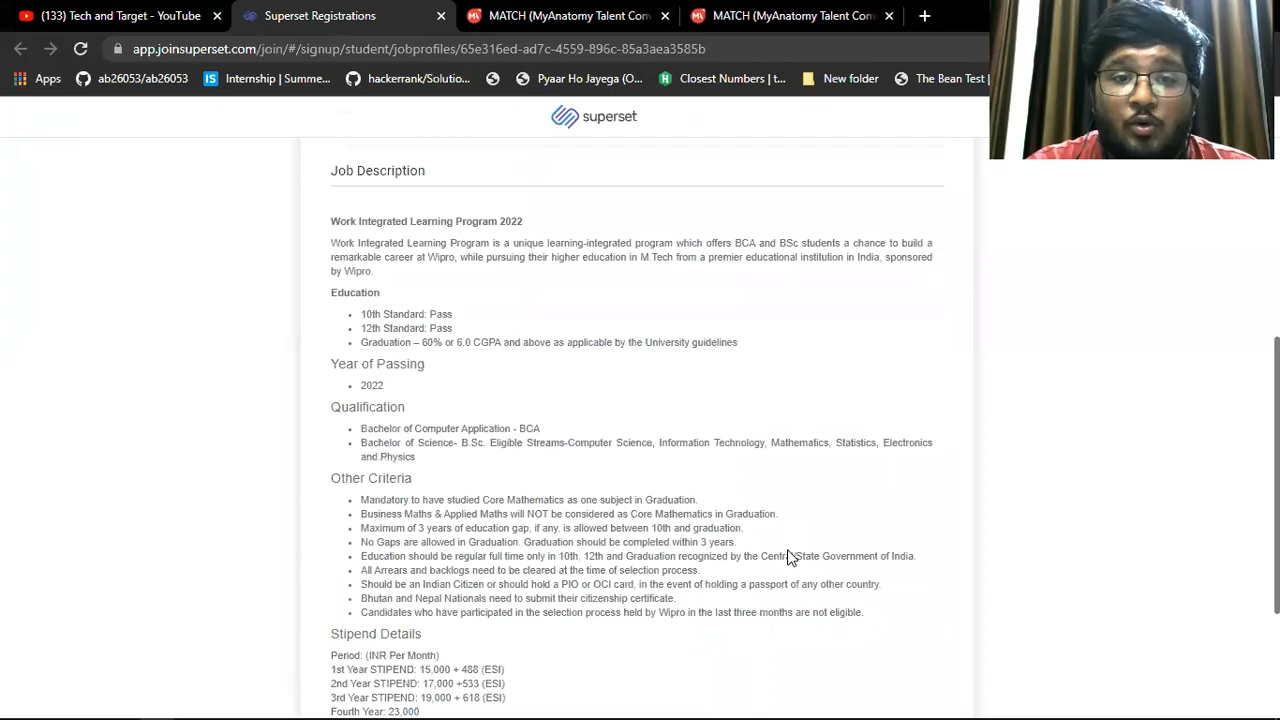 (133) Tech and Target - YouTube
Superset Registrations
MATCH (MyAnatomy Talent Con
MATCH (MyAnatomy Talent Con
app.joinsuperset.com/join/#/signup/student/jobprofiles/65e316ed-ad7c-4559-896c-85a3aea3585b
Apps
ab26053/ab26053
Internship | Summe...
hackerrank/Solutio...
Pyaar Ho Jayega (O...
Closest Numbers | t...
New folder
The Bean Test |
superset
Job Description
Work Integrated Learning Program 2022
Work Integrated Learning Program is a unique learning-integrated program which offers BCA and BSc students a chance to build a
remarkable career at Wipro, while pursuing their higher education in M.Tech from a premier educational institution in India, sponsored
by Wipro.
Education
• 10th Standard: Pass
• 12th Standard: Pass
• Graduation – 60% or 6.0 CGPA and above as applicable by the University guidelines
Year of Passing
• 2022
Qualification
• Bachelor of Computer Application - BCA
• Bachelor of Science- B.Sc. Eligible Streams-Computer Science, Information Technology, Mathematics, Statistics, Electronics
and Physics
Other Criteria
• Mandatory to have studied Core Mathematics as one subject in Graduation.
• Business Maths & Applied Maths will NOT be considered as Core Mathematics in Graduation.
• Maximum of 3 years of education gap, if any, is allowed between 10th and graduation.
• No Gaps are allowed in Graduation. Graduation should be completed within 3 years.
• Education should be regular full time only in 10th, 12th and Graduation recognized by the Centr State Government of India.
• All Arrears and backlogs need to be cleared at the time of selection process.
• Should be an Indian Citizen or should hold a PIO or OCI card, in the event of holding a passport of any other country.
• Bhutan and Nepal Nationals need to submit their citizenship certificate.
• Candidates who have participated in the selection process held by Wipro in the last three months are not eligible.
Stipend Details
Period: (INR Per Month)
1st Year STIPEND: 15,000 + 488 (ESI)
2nd Year STIPEND: 17,000 +533 (ESI)
3rd Year STIPEND: 19,000 + 618 (ESI)
Fourth Year: 23,000